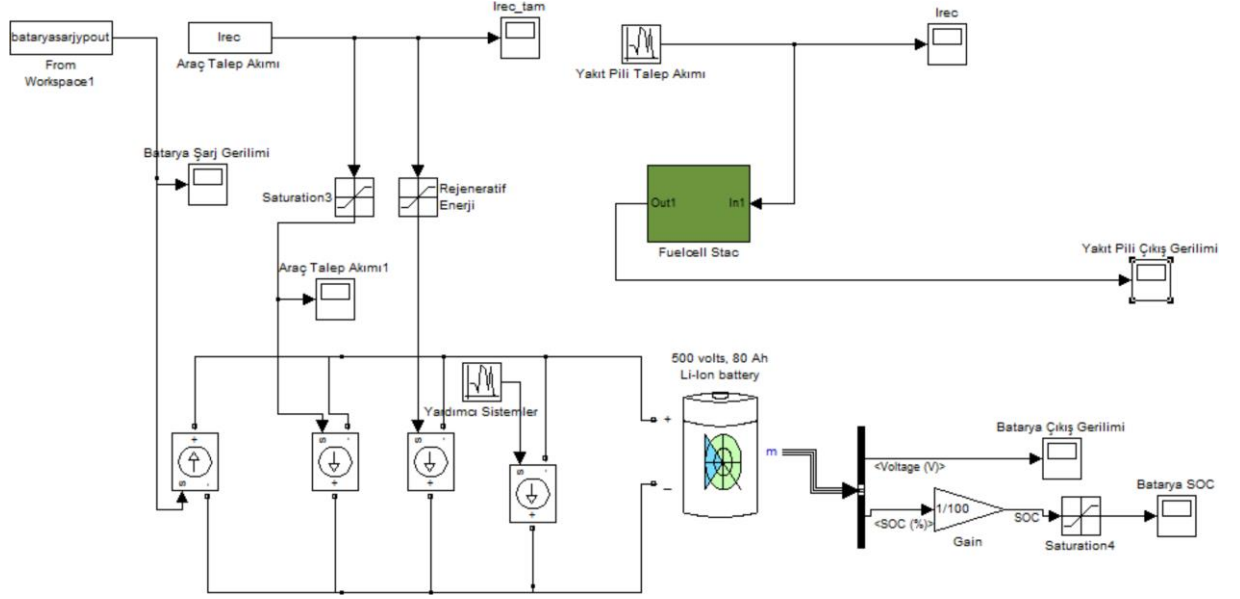 Irec_tam
Irec
bataryasarjypout
From
Workspace1
Irec
Araç Talep Akımı
Yakıt Pili Talep Akımı
Batarya Şarj Gerilimi
Saturation3
Rejeneratif
Enerji
Out1
In1
Fuelcell Stac
Yakıt Pili Çıkış Gerilimi
Araç Talep Akımı1
500 volts, 80 Ah
Li-Ion battery
Yardımcı Sistemler
+
m
_
<Voltage (V)>
Batarya Çıkış Gerilimi
<SOC (%)>
1/100
Gain
SOC
Saturation4
Batarya SOC
s
+
-
s
-
+
s
-
+
s
-
+